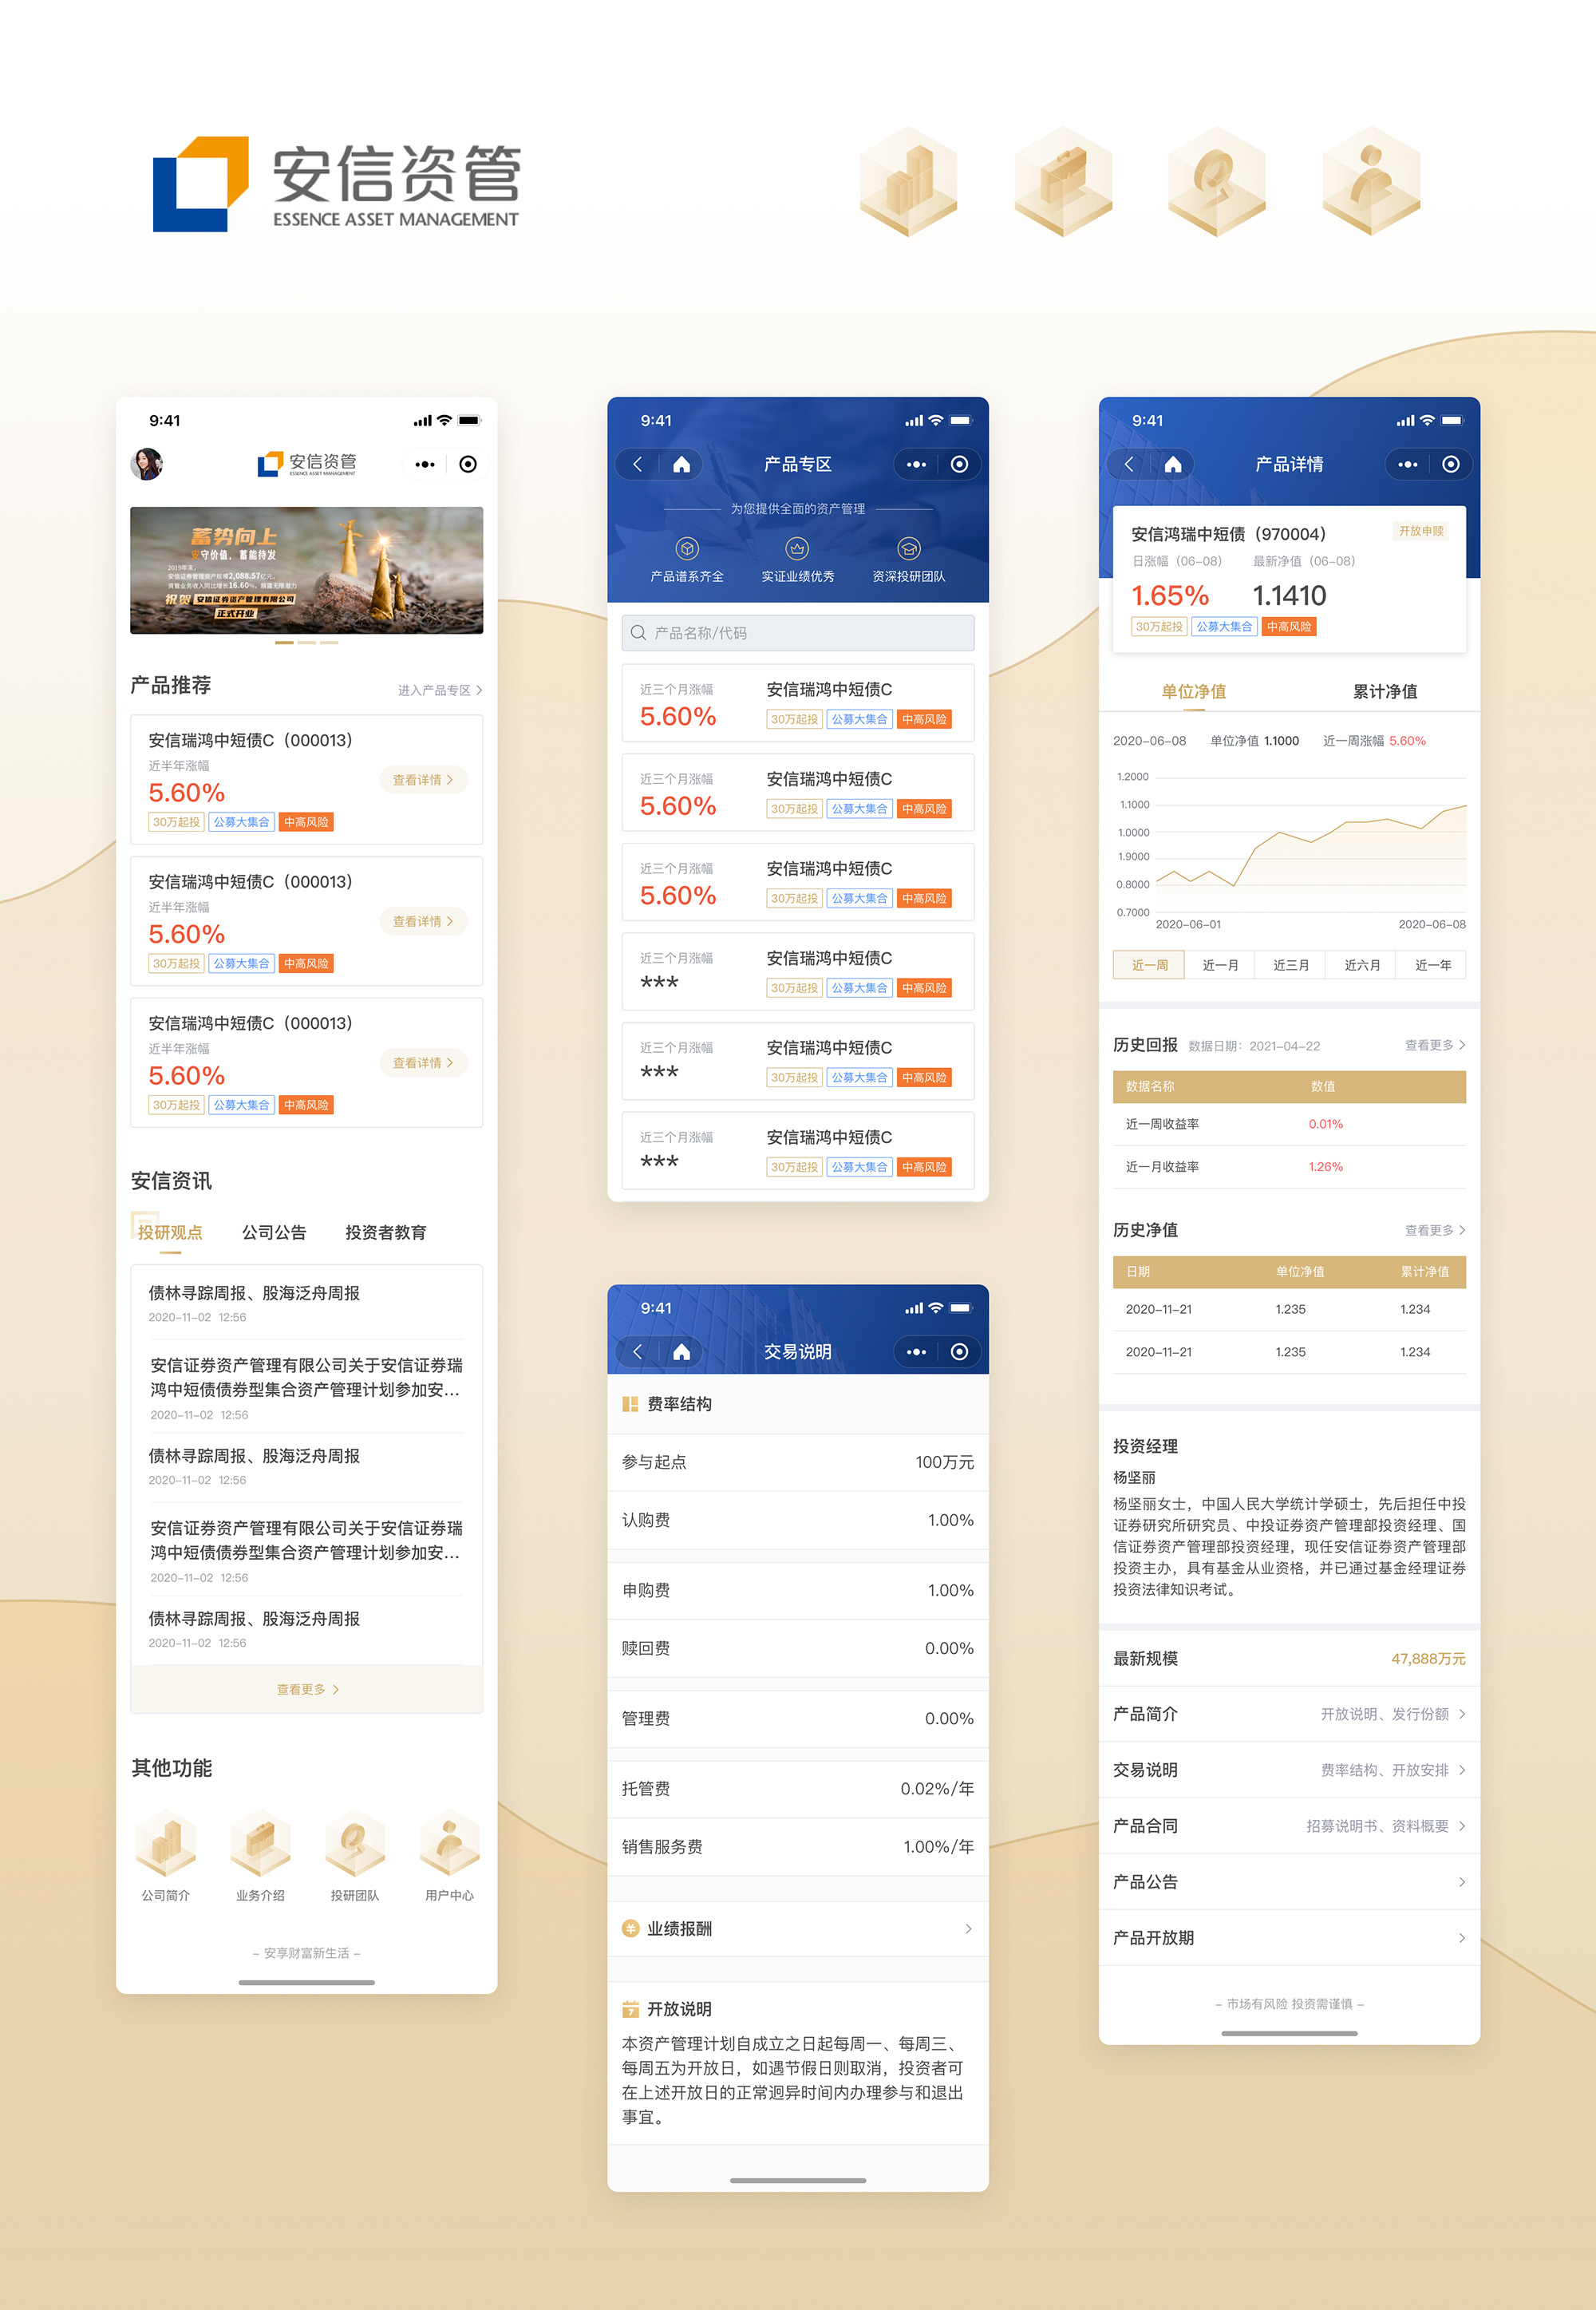 安信资管
ESSENCE ASSET MANAGEMENT
9:41
安信资管
ESSENCE ASSET MANAGEMENT
蓄势向上
安守价值，蓄能待发
2019年末，
安信证券受托管理资产规模2,088.57亿元，
资管业务收入同比增长16.60%，展露无限潜力
祝贺 安信证券资产管理有限公司
正式开业
产品推荐
进入产品专区
安信瑞鸿中短债C（000013）
近半年涨幅
查看详情
5.60%
30万起投 公募大集合 中高风险
安信瑞鸿中短债C（000013）
近半年涨幅
查看详情
5.60%
30万起投 公募大集合 中高风险
安信瑞鸿中短债C（000013）
近半年涨幅
查看详情
5.60%
30万起投 公募大集合 中高风险
安信资讯
投研观点 公司公告 投资者教育
债林寻踪周报、股海泛舟周报
2020-11-02 12:56
安信证券资产管理有限公司关于安信证券瑞
鸿中短债债券型集合资产管理计划参加安...
2020-11-02 12:56
债林寻踪周报、股海泛舟周报
2020-11-02 12:56
安信证券资产管理有限公司关于安信证券瑞
鸿中短债债券型集合资产管理计划参加安...
2020-11-02 12:56
债林寻踪周报、股海泛舟周报
2020-11-02 12:56
查看更多
其他功能
公司简介 业务介绍 投研团队 用户中心
– 安享财富新生活 –
9:41
产品专区
为您提供全面的资产管理
产品谱系齐全 实证业绩优秀 资深投研团队
产品名称/代码
近三个月涨幅 安信瑞鸿中短债C
5.60% 30万起投 公募大集合 中高风险
近三个月涨幅 安信瑞鸿中短债C
5.60% 30万起投 公募大集合 中高风险
近三个月涨幅 安信瑞鸿中短债C
5.60% 30万起投 公募大集合 中高风险
近三个月涨幅 安信瑞鸿中短债C
*** 30万起投 公募大集合 中高风险
近三个月涨幅 安信瑞鸿中短债C
*** 30万起投 公募大集合 中高风险
近三个月涨幅 安信瑞鸿中短债C
*** 30万起投 公募大集合 中高风险
9:41
交易说明
费率结构
参与起点 100万元
认购费 1.00%
申购费 1.00%
赎回费 0.00%
管理费 0.00%
托管费 0.02%/年
销售服务费 1.00%/年
业绩报酬
开放说明
本资产管理计划自成立之日起每周一、每周三、
每周五为开放日，如遇节假日则取消，投资者可
在上述开放日的正常迥异时间内办理参与和退出
事宜。
9:41
产品详情
安信鸿瑞中短债（970004） 开放申赎
日涨幅（06-08） 最新净值（06-08）
1.65% 1.1410
30万起投 公募大集合 中高风险
单位净值 累计净值
2020-06-08 单位净值 1.1000 近一周涨幅 5.60%
1.2000
1.1000
1.0000
1.9000
0.8000
0.7000
2020-06-01 2020-06-08
近一周 近一月 近三月 近六月 近一年
历史回报 数据日期：2021-04-22 查看更多
数据名称 数值
近一周收益率 0.01%
近一月收益率 1.26%
历史净值 查看更多
日期 单位净值 累计净值
2020-11-21 1.235 1.234
2020-11-21 1.235 1.234
投资经理
杨坚丽
杨坚丽女士，中国人民大学统计学硕士，先后担任中投
证券研究所研究员、中投证券资产管理部投资经理、国
信证券资产管理部投资经理，现任安信证券资产管理部
投资主办，具有基金从业资格，并已通过基金经理证券
投资法律知识考试。
最新规模 47,888万元
产品简介 开放说明、发行份额
交易说明 费率结构、开放安排
产品合同 招募说明书、资料概要
产品公告
产品开放期
– 市场有风险 投资需谨慎 –